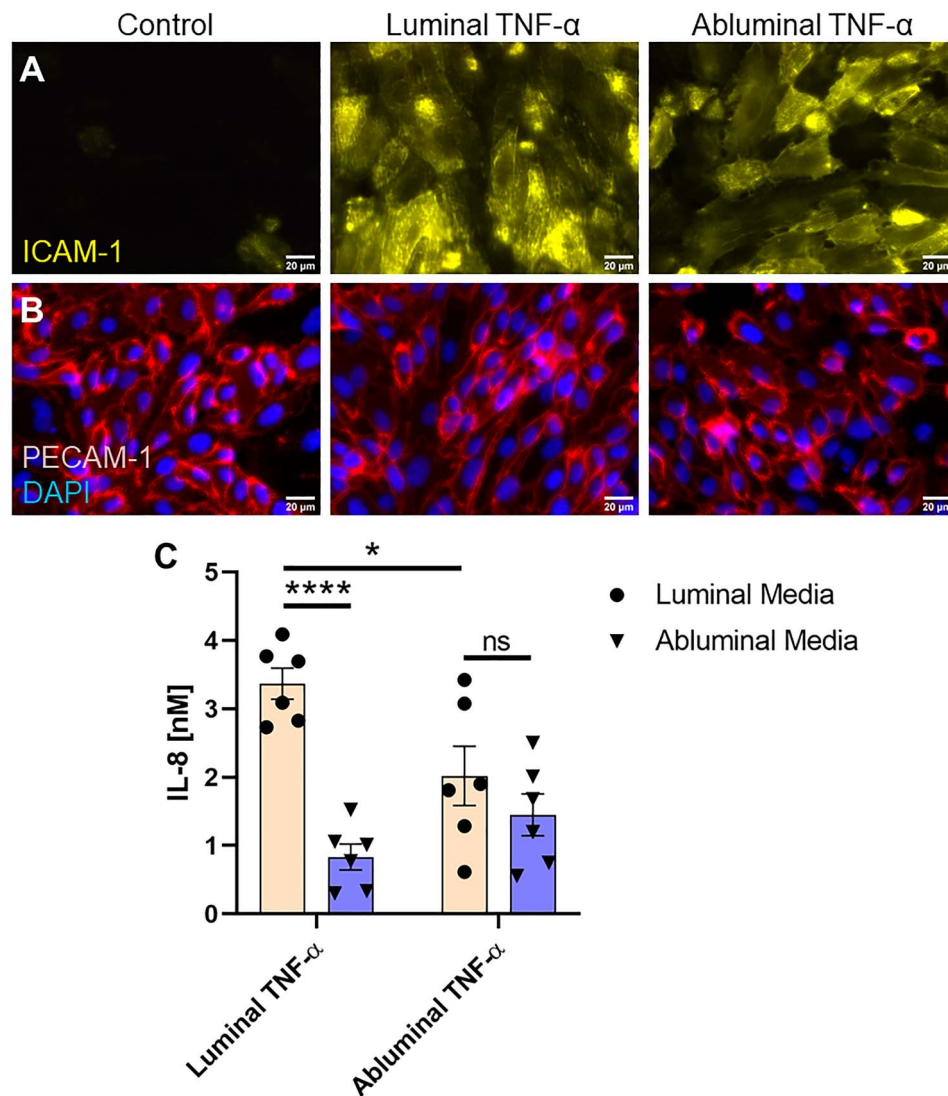 Control
Luminal TNF-α
Abluminal TNF-α
A
ICAM-1
20 µm
20 µm
20 µm
B
PECAM-1
DAPI
20 µm
20 µm
20 µm
C
*
****
ns
Luminal Media
Abluminal Media
IL-8 [nM]
5
4
3
2
1
0
Luminal TNF-α
Abluminal TNF-α